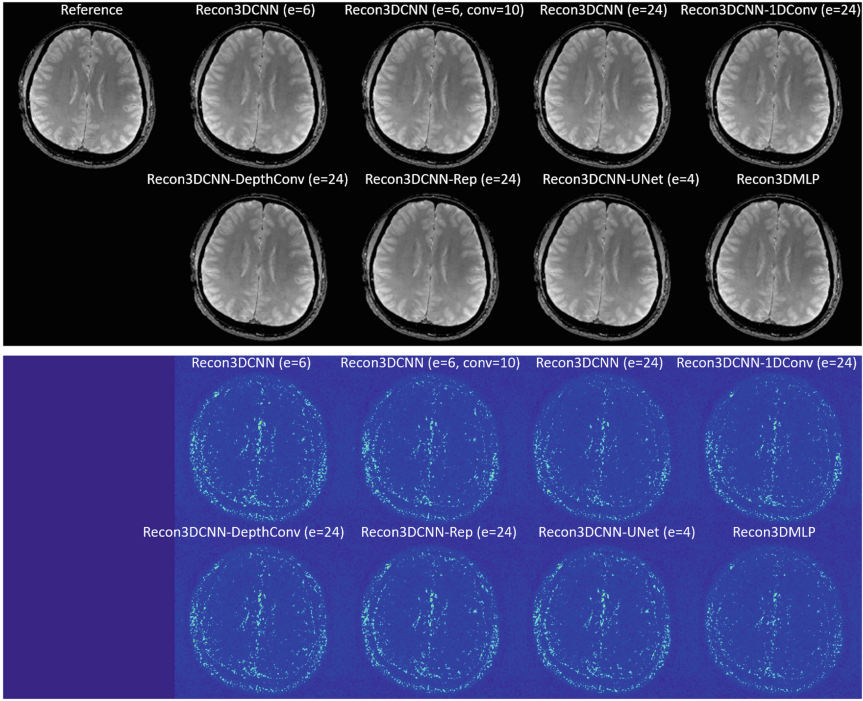 Reference Recon3DCNN (e=6) Recon3DCNN (e=6, conv=10) Recon3DCNN (e=24) Recon3DCNN-1DConv (e=24)
Recon3DCNN-DepthConv (e=24) Recon3DCNN-Rep (e=24) Recon3DCNN-UNet (e=4) Recon3DMLP
Recon3DCNN (e=6) Recon3DCNN (e=6, conv=10) Recon3DCNN (e=24) Recon3DCNN-1DConv (e=24)
Recon3DCNN-DepthConv (e=24) Recon3DCNN-Rep (e=24) Recon3DCNN-UNet (e=4) Recon3DMLP